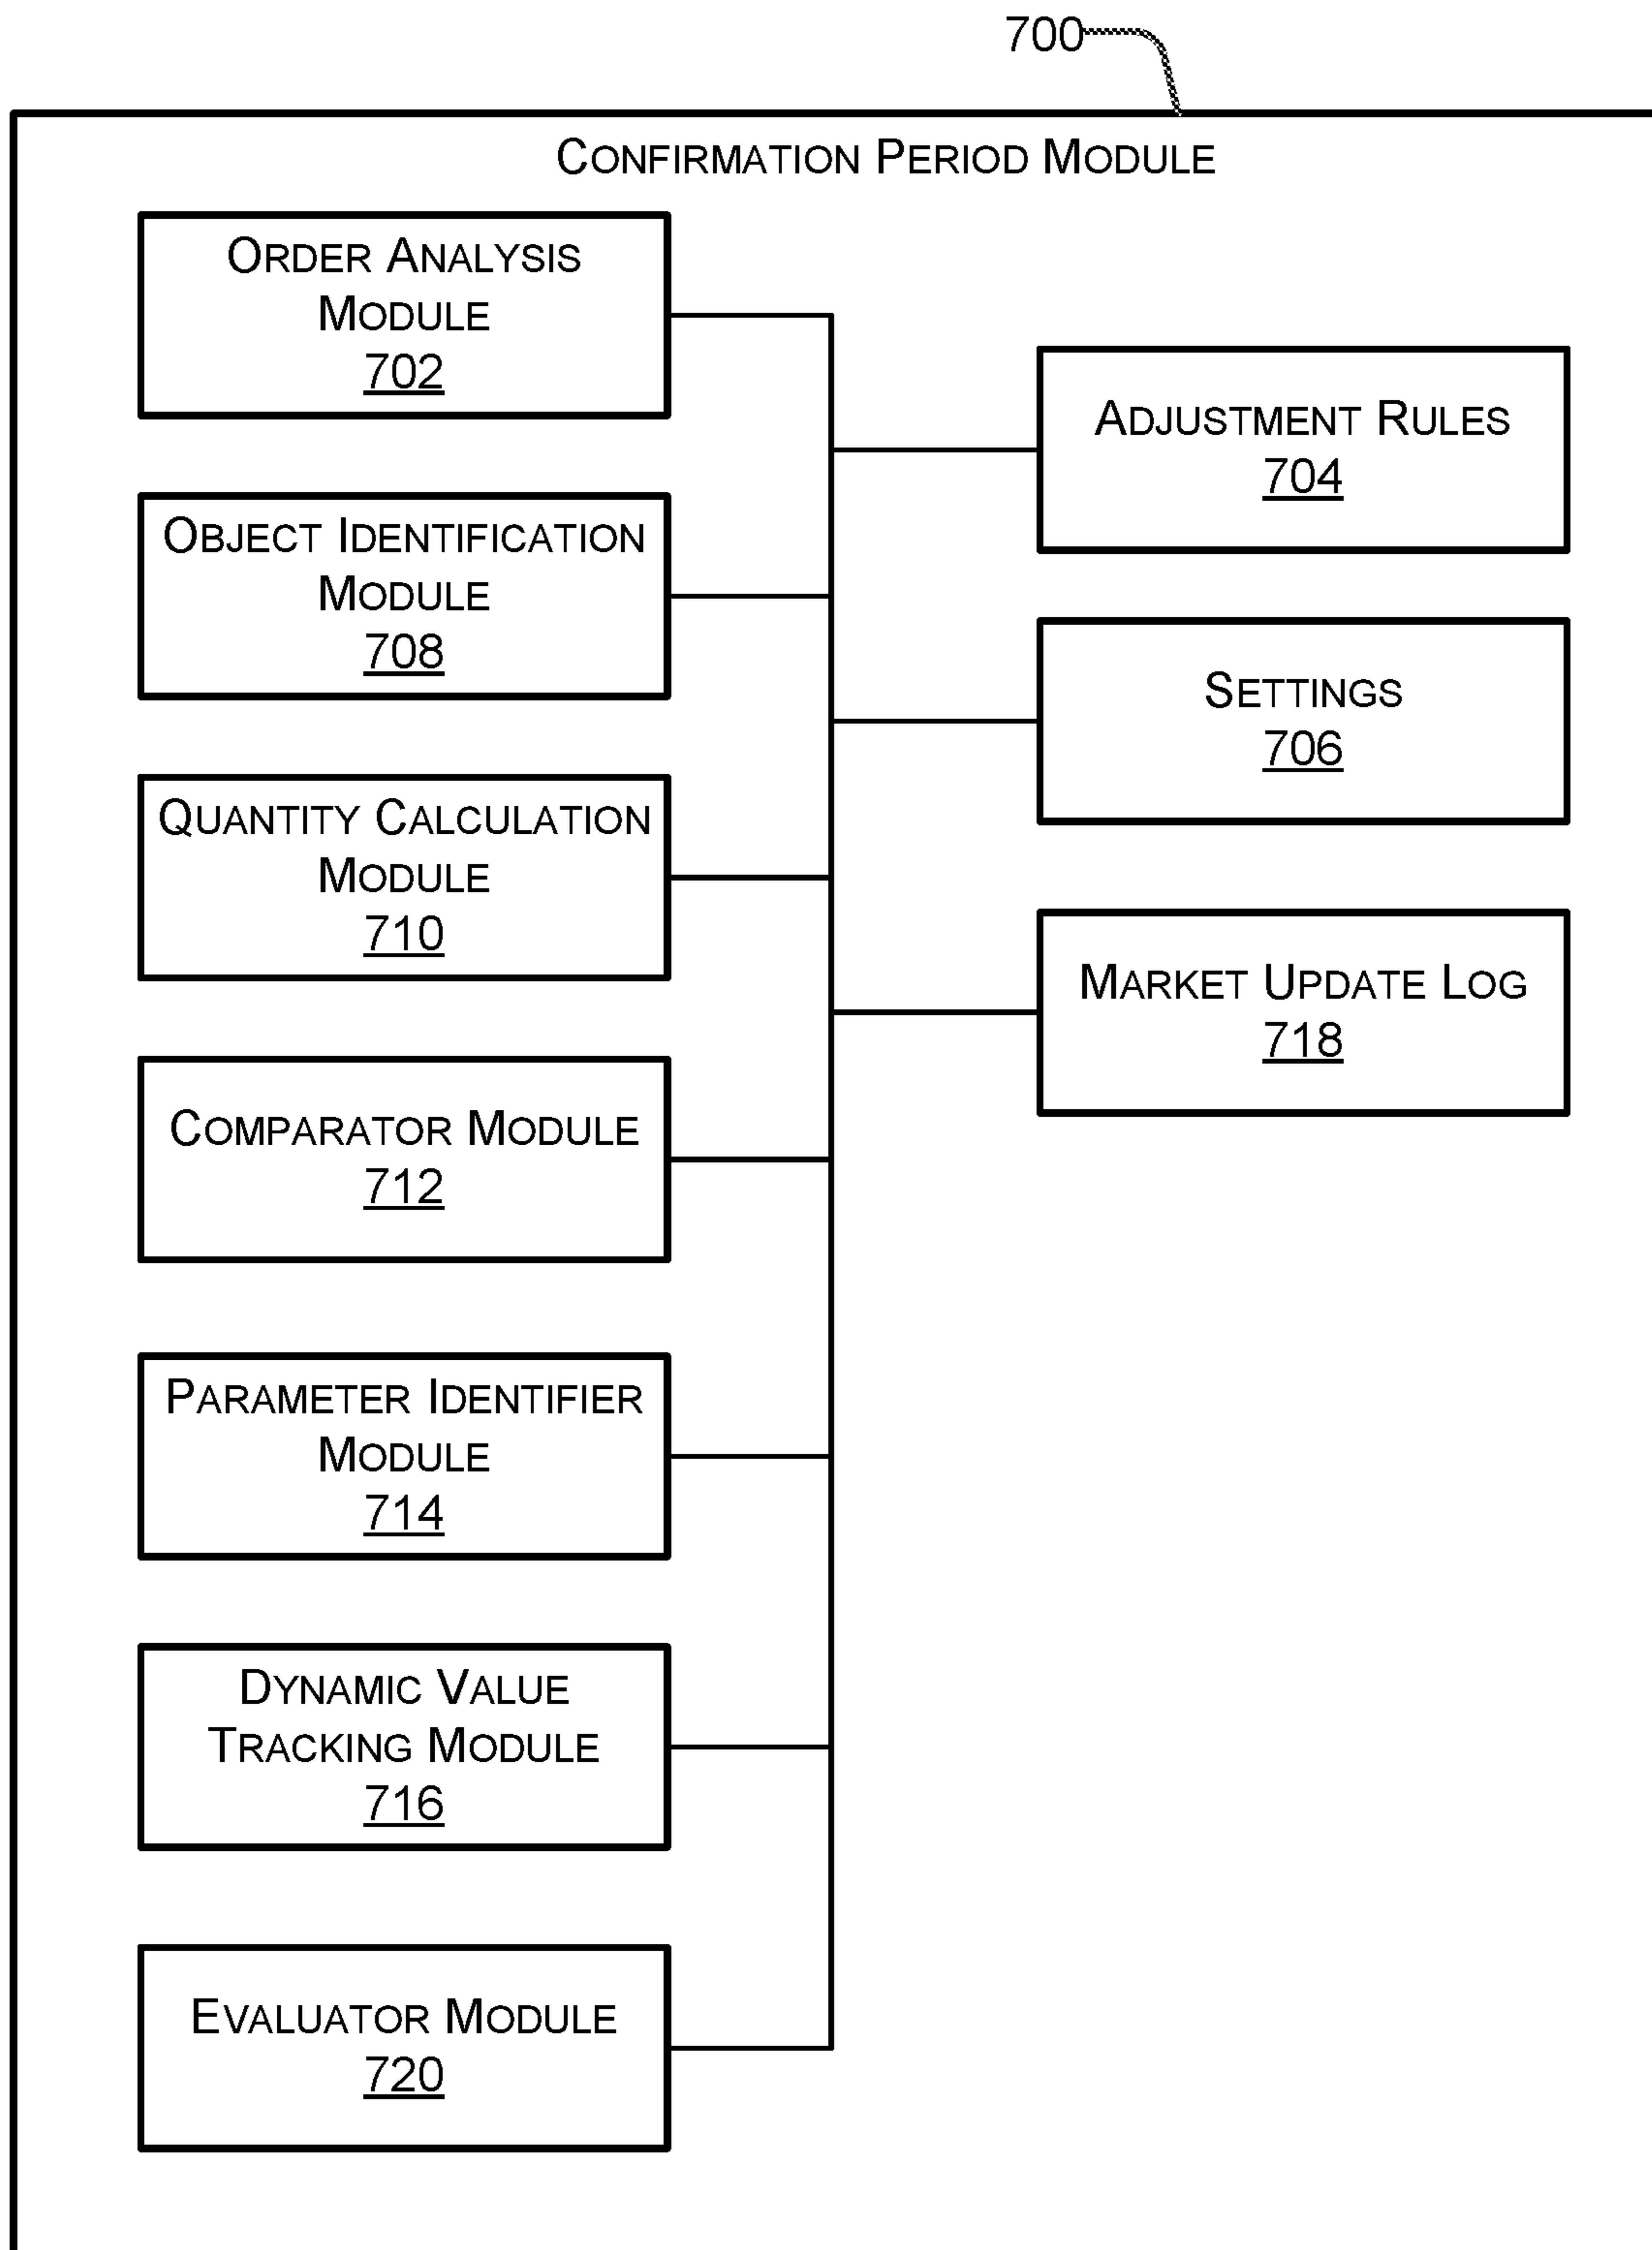 700
CONFIRMATION PERIOD MODULE
ORDER ANALYSIS
MODULE
702
OBJECT IDENTIFICATION
MODULE
708
QUANTITY CALCULATION
MODULE
710
COMPARATOR MODULE
712
PARAMETER IDENTIFIER
MODULE
714
DYNAMIC VALUE
TRACKING MODULE
716
EVALUATOR MODULE
720
ADJUSTMENT RULES
704
SETTINGS
706
MARKET UPDATE LOG
718